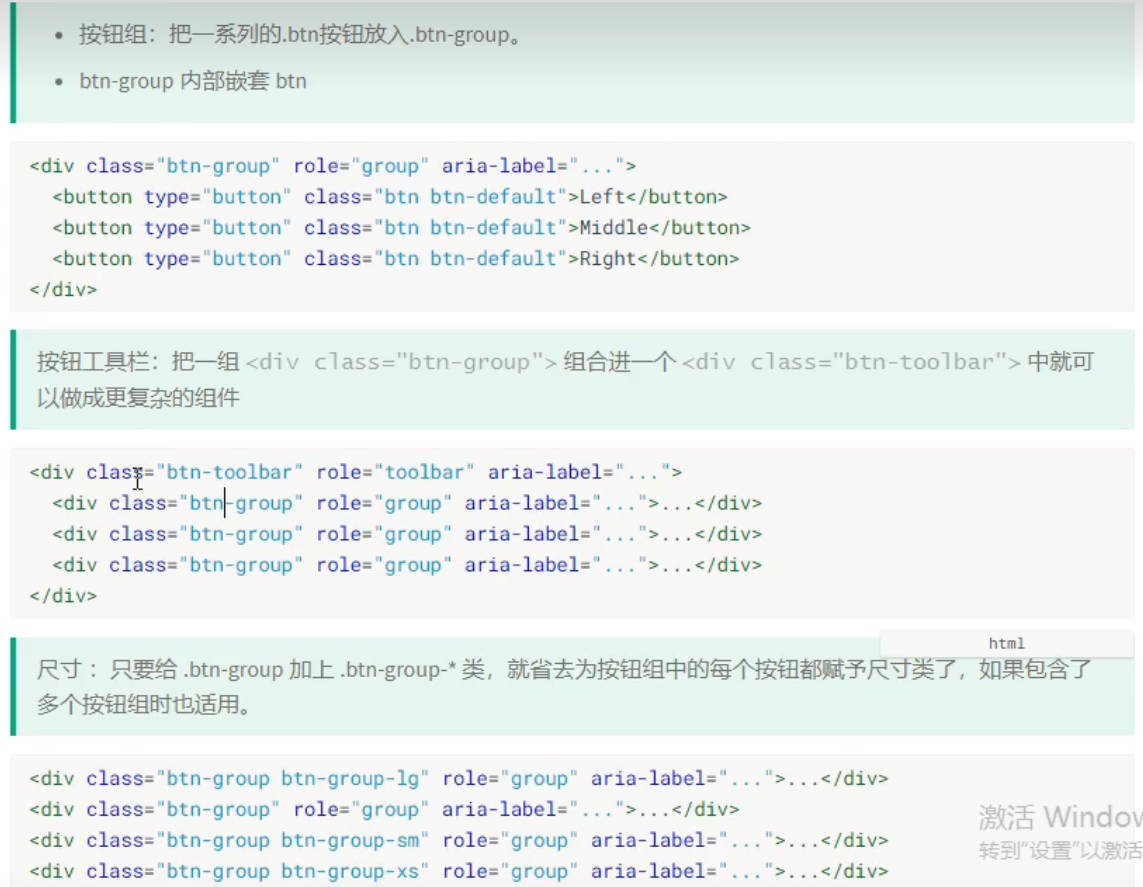 • 按钮组：把一系列的.btn按钮放入.btn-group。
• btn-group 内部嵌套 btn
<div class="btn-group" role="group" aria-label="...">
  <button type="button" class="btn btn-default">Left</button>
  <button type="button" class="btn btn-default">Middle</button>
  <button type="button" class="btn btn-default">Right</button>
</div>
按钮工具栏：把一组 <div class="btn-group"> 组合进一个 <div class="btn-toolbar"> 中就可
以做成更复杂的组件
<div class="btn-toolbar" role="toolbar" aria-label="...">
  <div class="btn-group" role="group" aria-label="...">...</div>
  <div class="btn-group" role="group" aria-label="...">...</div>
  <div class="btn-group" role="group" aria-label="...">...</div>
</div>
html
尺寸 ：只要给 .btn-group 加上 .btn-group-* 类，就省去为按钮组中的每个按钮都赋予尺寸类了，如果包含了
多个按钮组时也适用。
<div class="btn-group btn-group-lg" role="group" aria-label="...">...</div>
<div class="btn-group" role="group" aria-label="...">...</div>
<div class="btn-group btn-group-sm" role="group" aria-label="...">...</div>
<div class="btn-group btn-group-xs" role="group" aria-label="...">...</div>
激活 Window
转到"设置"以激活